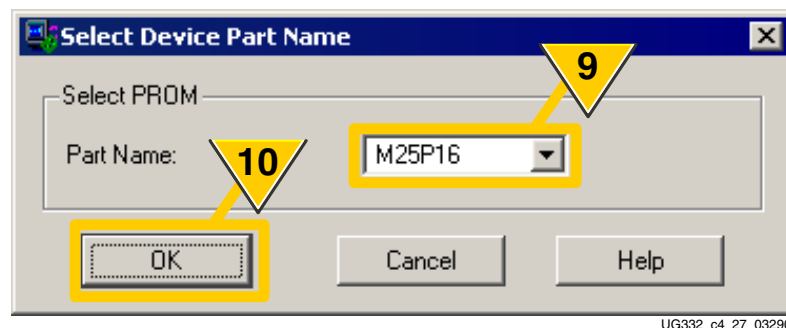 Select Device Part Name
9
Select PROM
Part Name:
10
M25P16
OK
Cancel
Help